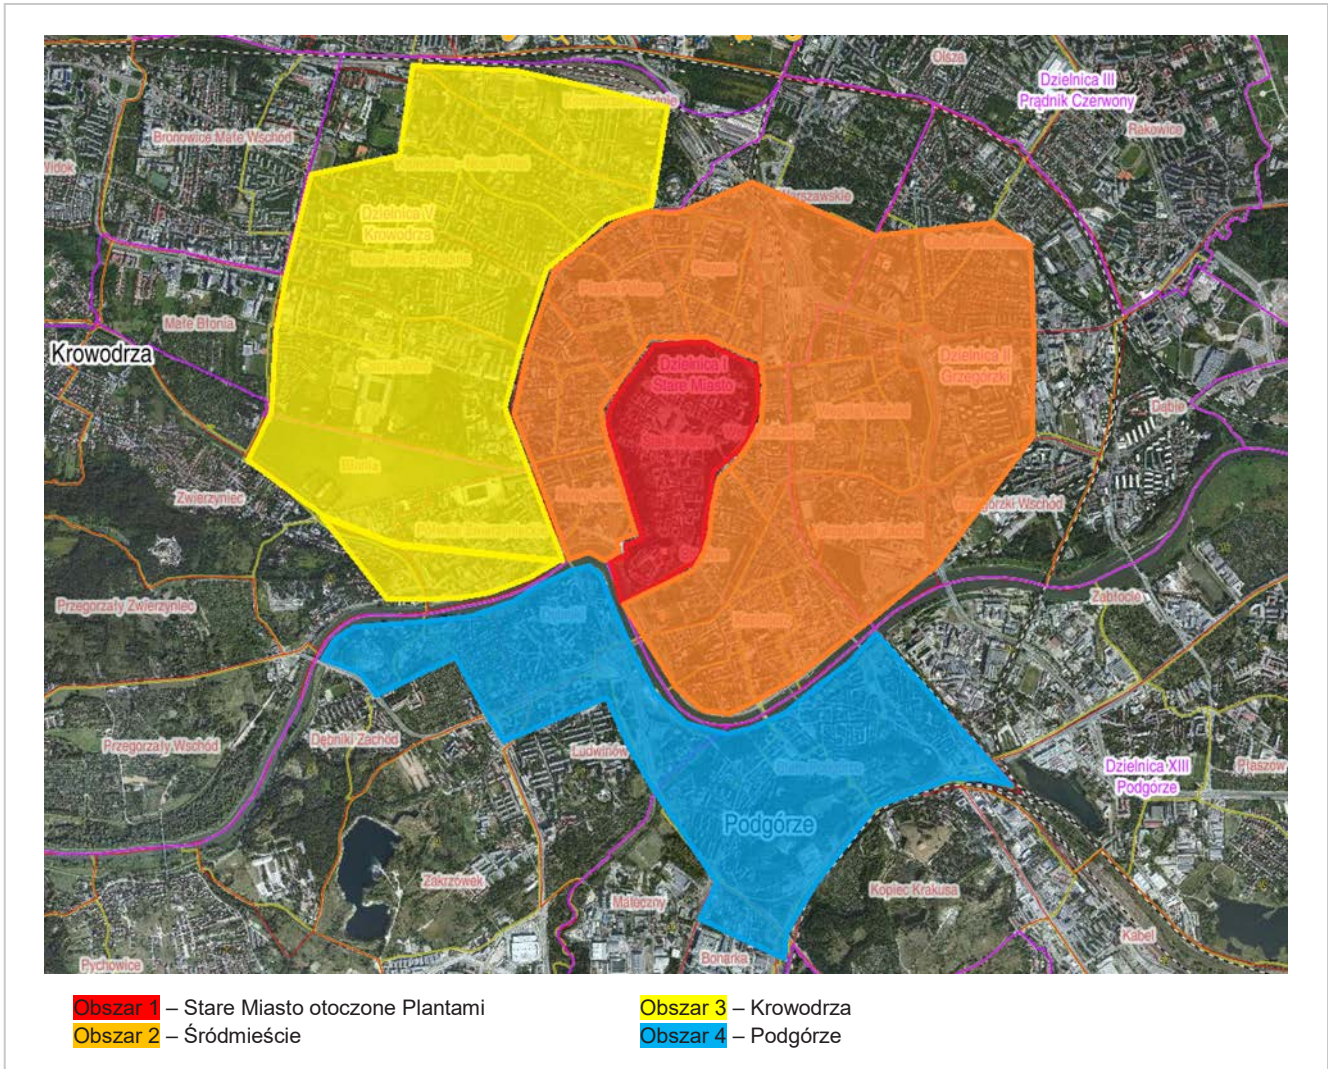 Olsza
Dzielnica III
Prądnik Czerwony
Rakowice
Bronowice Małe Wschód
Widok
Dzielnica V
Krowodrza
Małe Błonia
Krowodrza
Dzielnica I
Stare Miasto
Dzielnica II
Grzegórzki
Dąbie
Błonia
Zwierzyniec
Przegorzały Zwierzyniec
Zabłocie
Przegorzały Wschód
Dębniki Zachód
Ludwinów
Dzielnica XIII
Podgórze
Płaszów
Podgórze
Zakrzówek
Mateczny
Kopiec Krakusa
Kabel
Bonarka
Pychowice
Obszar 1 – Stare Miasto otoczone Plantami
Obszar 2 – Śródmieście
Obszar 3 – Krowodrza
Obszar 4 – Podgórze